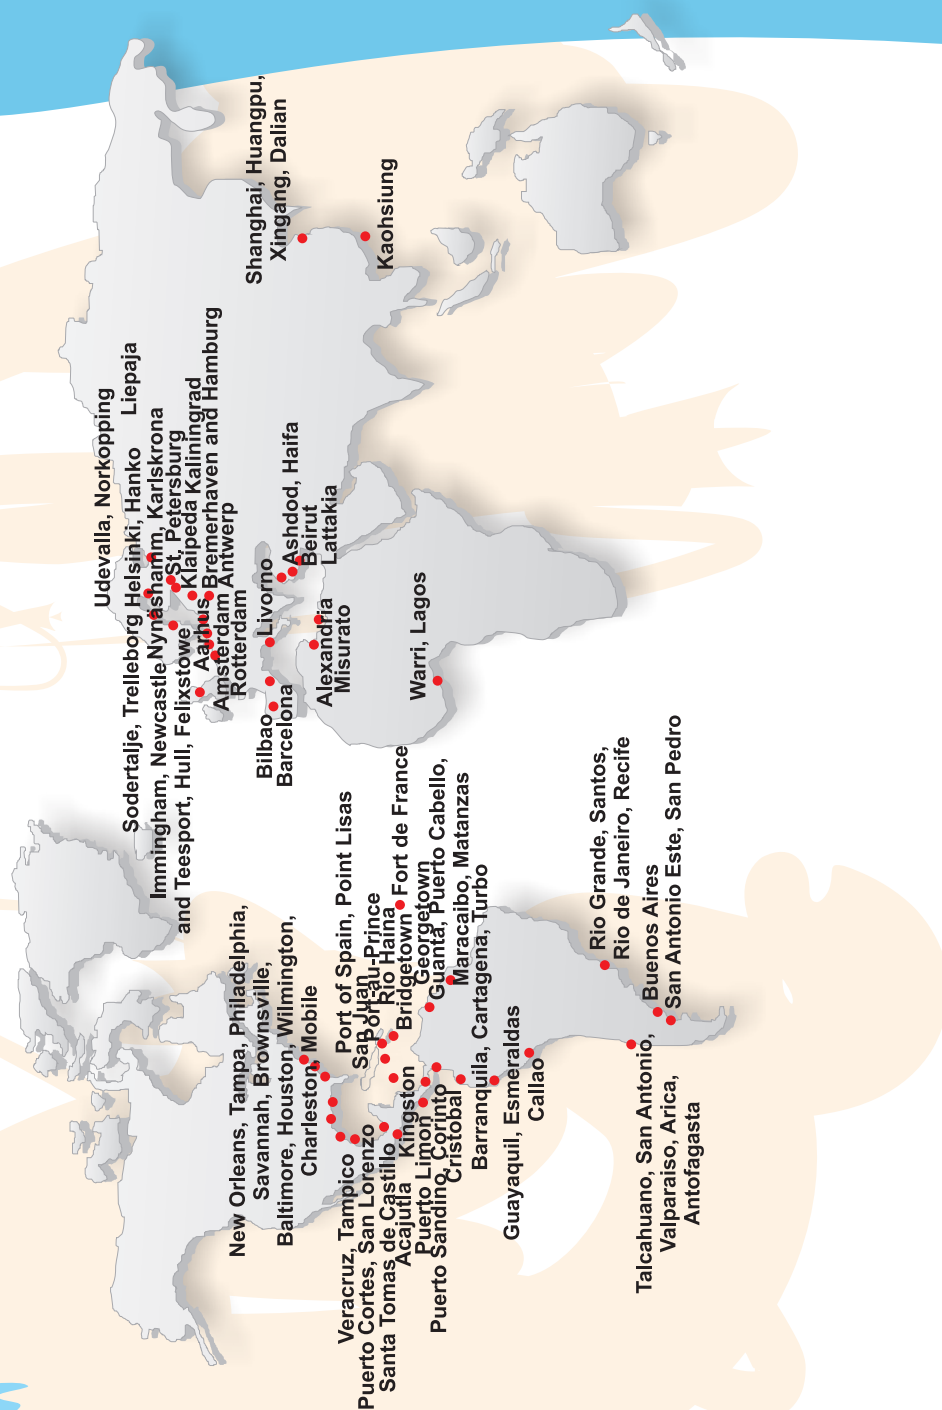 New Orleans, Tampa, Philadelphia,
Savannah, Brownsville,
Baltimore, Houston, Wilmington,
Charleston, Mobile
Port of Spain, Point Lisas
San Juan
Port-au-Prince
Rio Haina
Bridgetown
Fort de France
Georgetown
Guanta, Puerto Cabello,
Maracaibo, Matanzas
Veracruz, Tampico
Puerto Cortes, San Lorenzo
Santa Tomas de Castillo
Acajutla
Kingston
Puerto Limon
Puerto Sandino, Corinto
Cristobal
Barranquila, Cartagena, Turbo
Guayaquil, Esmeraldas
Callao
Rio Grande, Santos,
Rio de Janeiro, Recife
Buenos Aires
San Antonio Este, San Pedro
Talcahuano, San Antonio,
Valparaiso, Arica,
Antofagasta
Udevalla, Norkopping
Sodertalje, Trelleborg
Helsinki, Hanko
Liepaja
Immingham, Newcastle
and Teesport, Hull, Felixstowe
Nynäshamn, Karlskrona
St. Petersburg
Klaipeda Kaliningrad
Aarhus
Bremerhaven and Hamburg
Amsterdam
Antwerp
Rotterdam
Bilbao
Barcelona
Livorno
Ashdod, Haifa
Beirut
Lattakia
Alexandria
Misurato
Warri, Lagos
Shanghai, Huangpu,
Xingang, Dalian
Kaohsiung